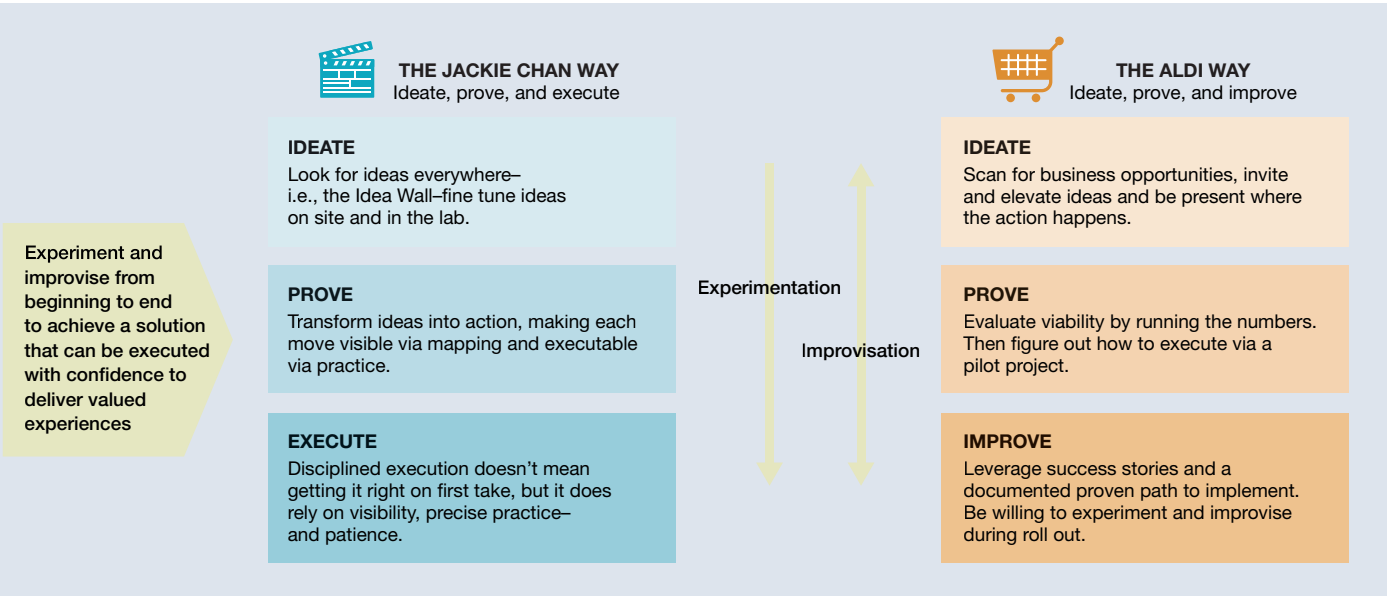 Experiment and
improvise from
beginning to end
to achieve a solution
that can be executed
with confidence to
deliver valued
experiences
THE JACKIE CHAN WAY
Ideate, prove, and execute
IDEATE
Look for ideas everywhere–
i.e., the Idea Wall–fine tune ideas
on site and in the lab.
PROVE
Transform ideas into action, making each
move visible via mapping and executable
via practice.
EXECUTE
Disciplined execution doesn’t mean
getting it right on first take, but it does
rely on visibility, precise practice–
and patience.
Experimentation
Improvisation
THE ALDI WAY
Ideate, prove, and improve
IDEATE
Scan for business opportunities, invite
and elevate ideas and be present where
the action happens.
PROVE
Evaluate viability by running the numbers.
Then figure out how to execute via a
pilot project.
IMPROVE
Leverage success stories and a
documented proven path to implement.
Be willing to experiment and improvise
during roll out.